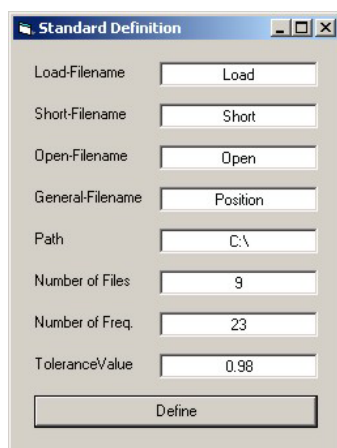 Standard Definition
Load-Filename Load
Short-Filename Short
Open-Filename Open
General-Filename Position
Path C:\
Number of Files 9
Number of Freq. 23
ToleranceValue 0.98
Define